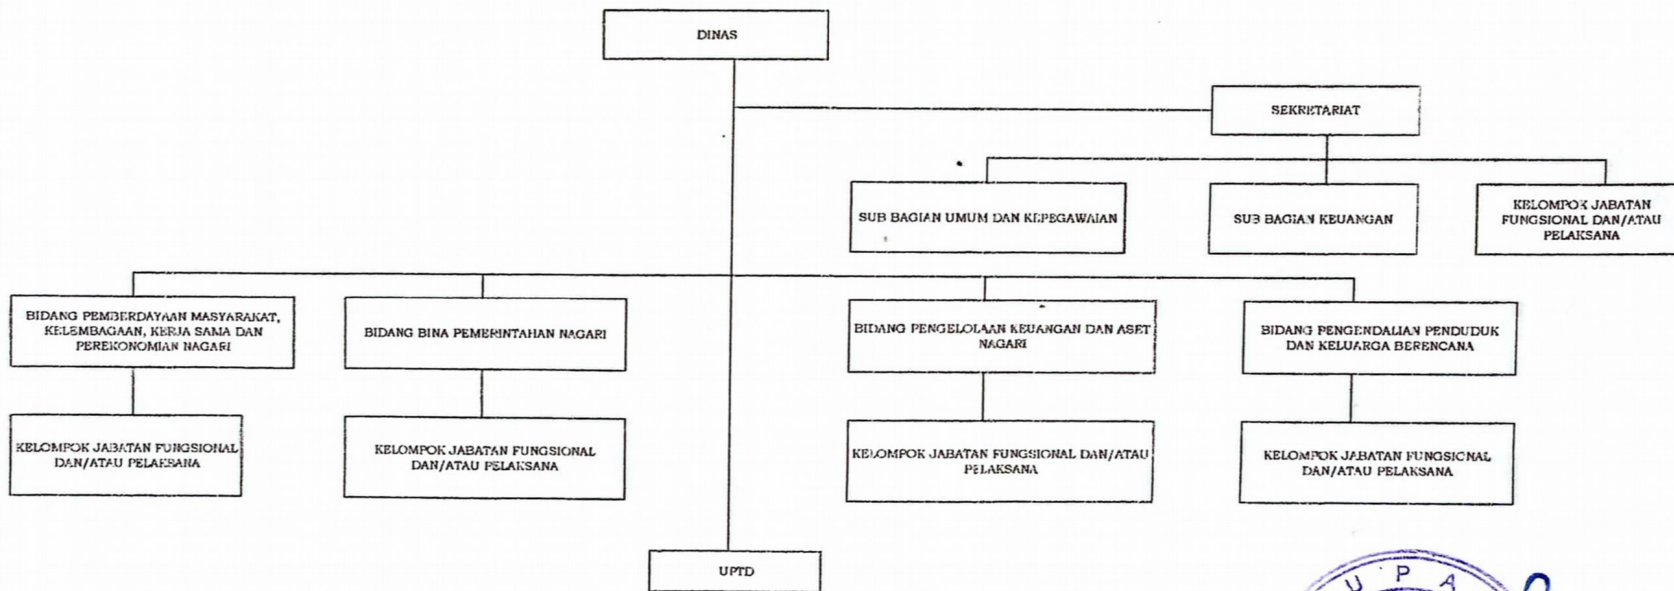 DINAS
SEKRETARIAT
SUB BAGIAN UMUM DAN KEPEGAWAIAN
SUB BAGIAN KEUANGAN
KELOMPOK JABATAN
FUNGSIONAL DAN/ATAU
PELAKSANA
BIDANG PEMBERDAYAAN MASYARAKAT,
KELEMBAGAAN, KERJA SAMA DAN
PEREKONOMIAN NAGARI
BIDANG BINA PEMERINTAHAN NAGARI
BIDANG PENGELOLAAN KEUANGAN DAN ASET
NAGARI
BIDANG PENGENDALIAN PENDUDUK
DAN KELUARGA BERENCANA
KELOMPOK JABATAN FUNGSIONAL
DAN/ATAU PELAKSANA
KELOMPOK JABATAN FUNGSIONAL
DAN/ATAU PELAKSANA
KELOMPOK JABATAN FUNGSIONAL DAN/ATAU
PELAKSANA
KELOMPOK JABATAN FUNGSIONAL
DAN/ATAU PELAKSANA
UPTD
UPA